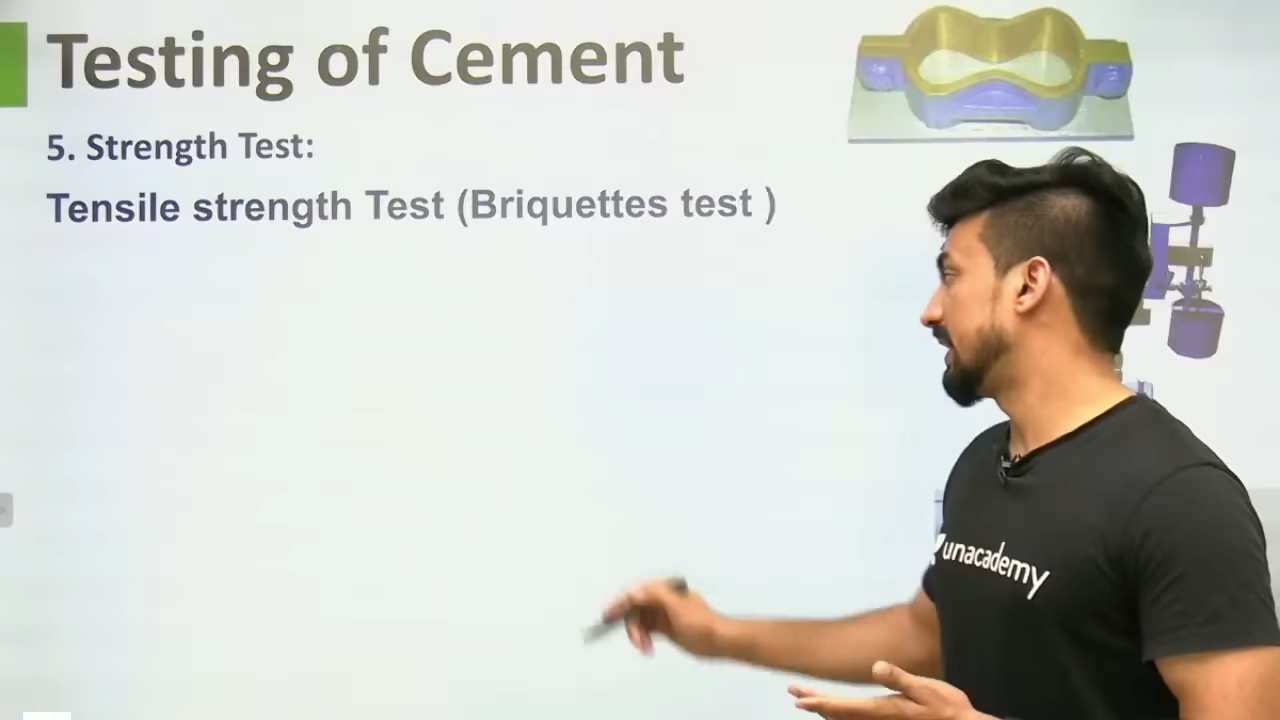 Testing of Cement
5. Strength Test:
Tensile strength Test (Briquettes test )
unacademy